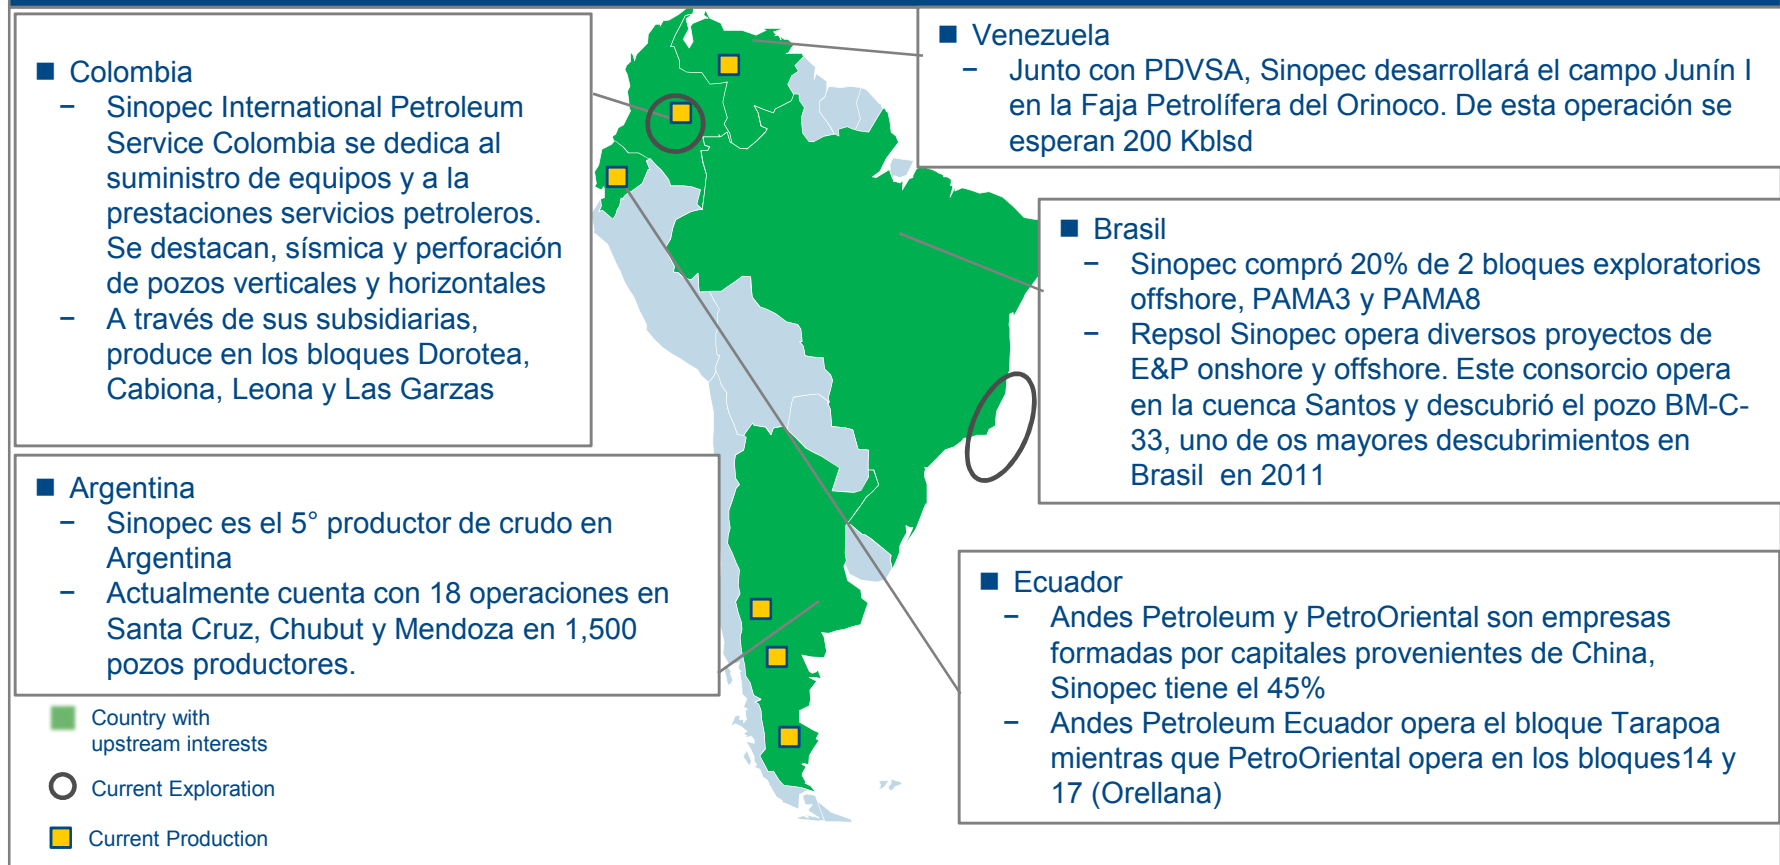 ■ Colombia
− Sinopec International Petroleum
Service Colombia se dedica al
suministro de equipos y a la
prestaciones servicios petroleros.
Se destacan, sísmica y perforación
de pozos verticales y horizontales
− A través de sus subsidiarias,
produce en los bloques Dorotea,
Cabiona, Leona y Las Garzas
■ Argentina
− Sinopec es el 5° productor de crudo en
Argentina
− Actualmente cuenta con 18 operaciones en
Santa Cruz, Chubut y Mendoza en 1,500
pozos productores.
Country with
upstream interests
Current Exploration
Current Production
■ Venezuela
− Junto con PDVSA, Sinopec desarrollará el campo Junín I
en la Faja Petrolífera del Orinoco. De esta operación se
esperan 200 Kblsd
■ Brasil
− Sinopec compró 20% de 2 bloques exploratorios
offshore, PAMA3 y PAMA8
− Repsol Sinopec opera diversos proyectos de
E&P onshore y offshore. Este consorcio opera
en la cuenca Santos y descubrió el pozo BM-C-
33, uno de os mayores descubrimientos en
Brasil en 2011
■ Ecuador
− Andes Petroleum y PetroOriental son empresas
formadas por capitales provenientes de China,
Sinopec tiene el 45%
− Andes Petroleum Ecuador opera el bloque Tarapoa
mientras que PetroOriental opera en los bloques14 y
17 (Orellana)